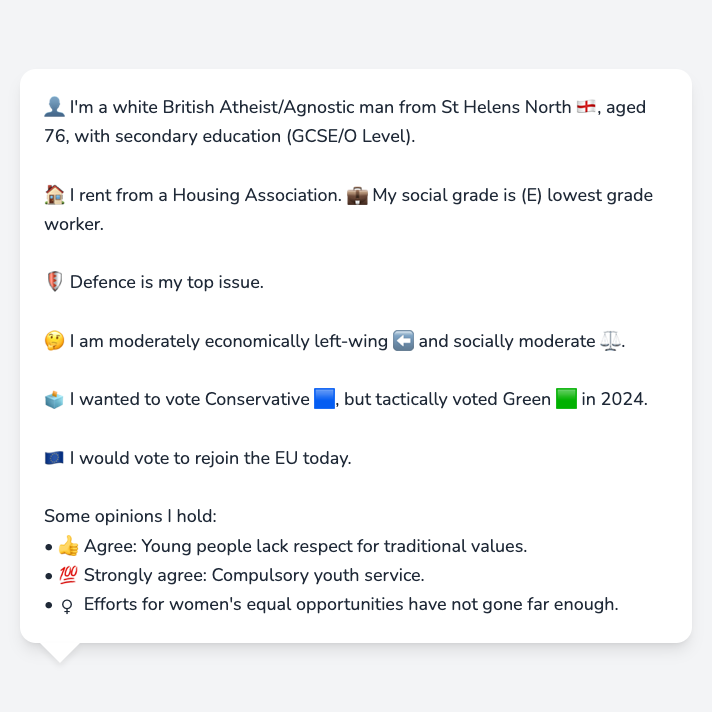 👤 I'm a white British Atheist/Agnostic man from St Helens North 🏴󠁧󠁢󠁥󠁮󠁧󠁿, aged
76, with secondary education (GCSE/O Level).
🏠 I rent from a Housing Association. 💼 My social grade is (E) lowest grade
worker.
🛡️ Defence is my top issue.
🤔 I am moderately economically left-wing ⬅️ and socially moderate ⚖️.
🗳️ I wanted to vote Conservative 🟦, but tactically voted Green 🟩 in 2024.
🇪🇺 I would vote to rejoin the EU today.
Some opinions I hold:
• 👍 Agree: Young people lack respect for traditional values.
• 💯 Strongly agree: Compulsory youth service.
• ♀ Efforts for women's equal opportunities have not gone far enough.